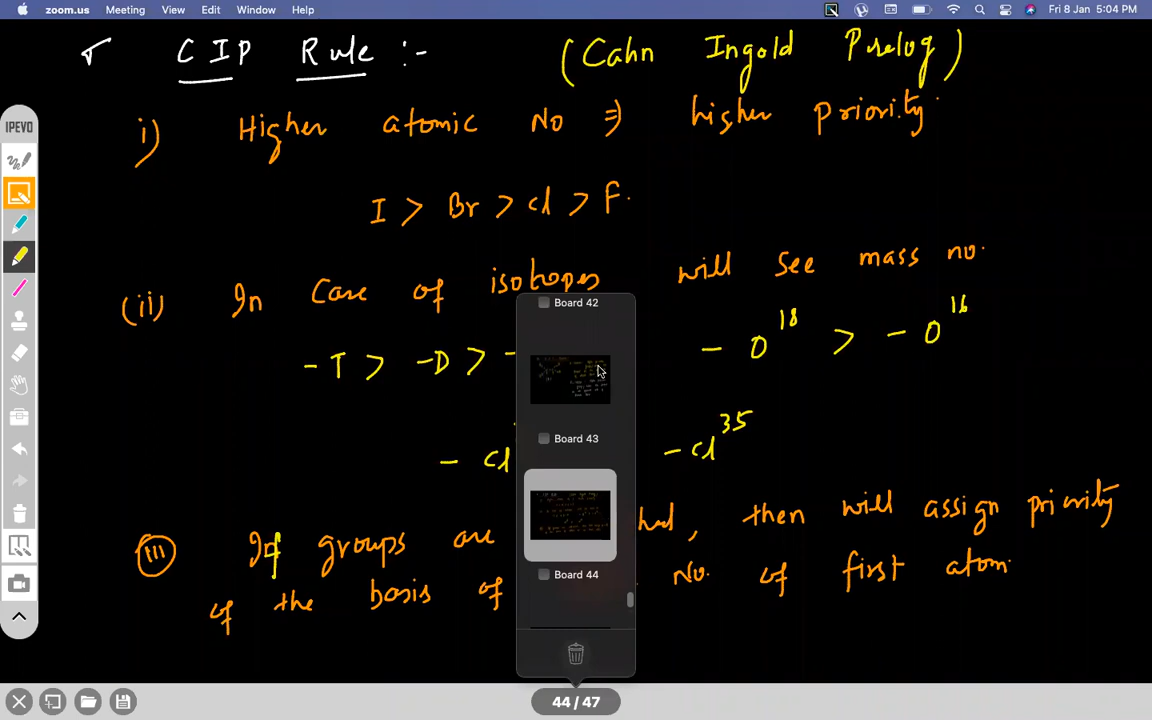 zoom.us Meeting View Edit Window Help Fri 8 Jan 5:04 PM
CIP Rule :- (Cahn Ingold Prelog)
IPEVO
i) Higher atomic No ⇒ higher priority
I > Br > Cl > F.
(ii) In Case of isotopes will See mass no.
Board 42
- T > - D > - - O¹⁸ > - O¹⁶
Board 43
- Cl - Cl³⁵
(III) If groups are hed, then will assign priority
Board 44
of the basis of No. of first atom.
44 / 47